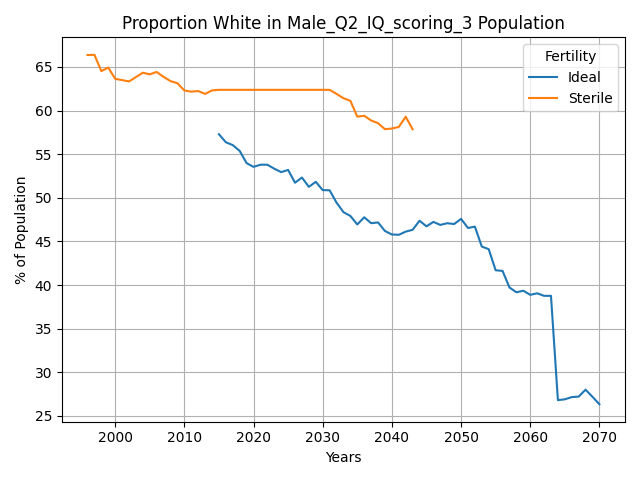 Proportion White in Male_Q2_IQ_scoring_3 Population
Fertility
Ideal
Sterile
% of Population
65
60
55
50
45
40
35
30
25
2000 2010 2020 2030 2040 2050 2060 2070
Years